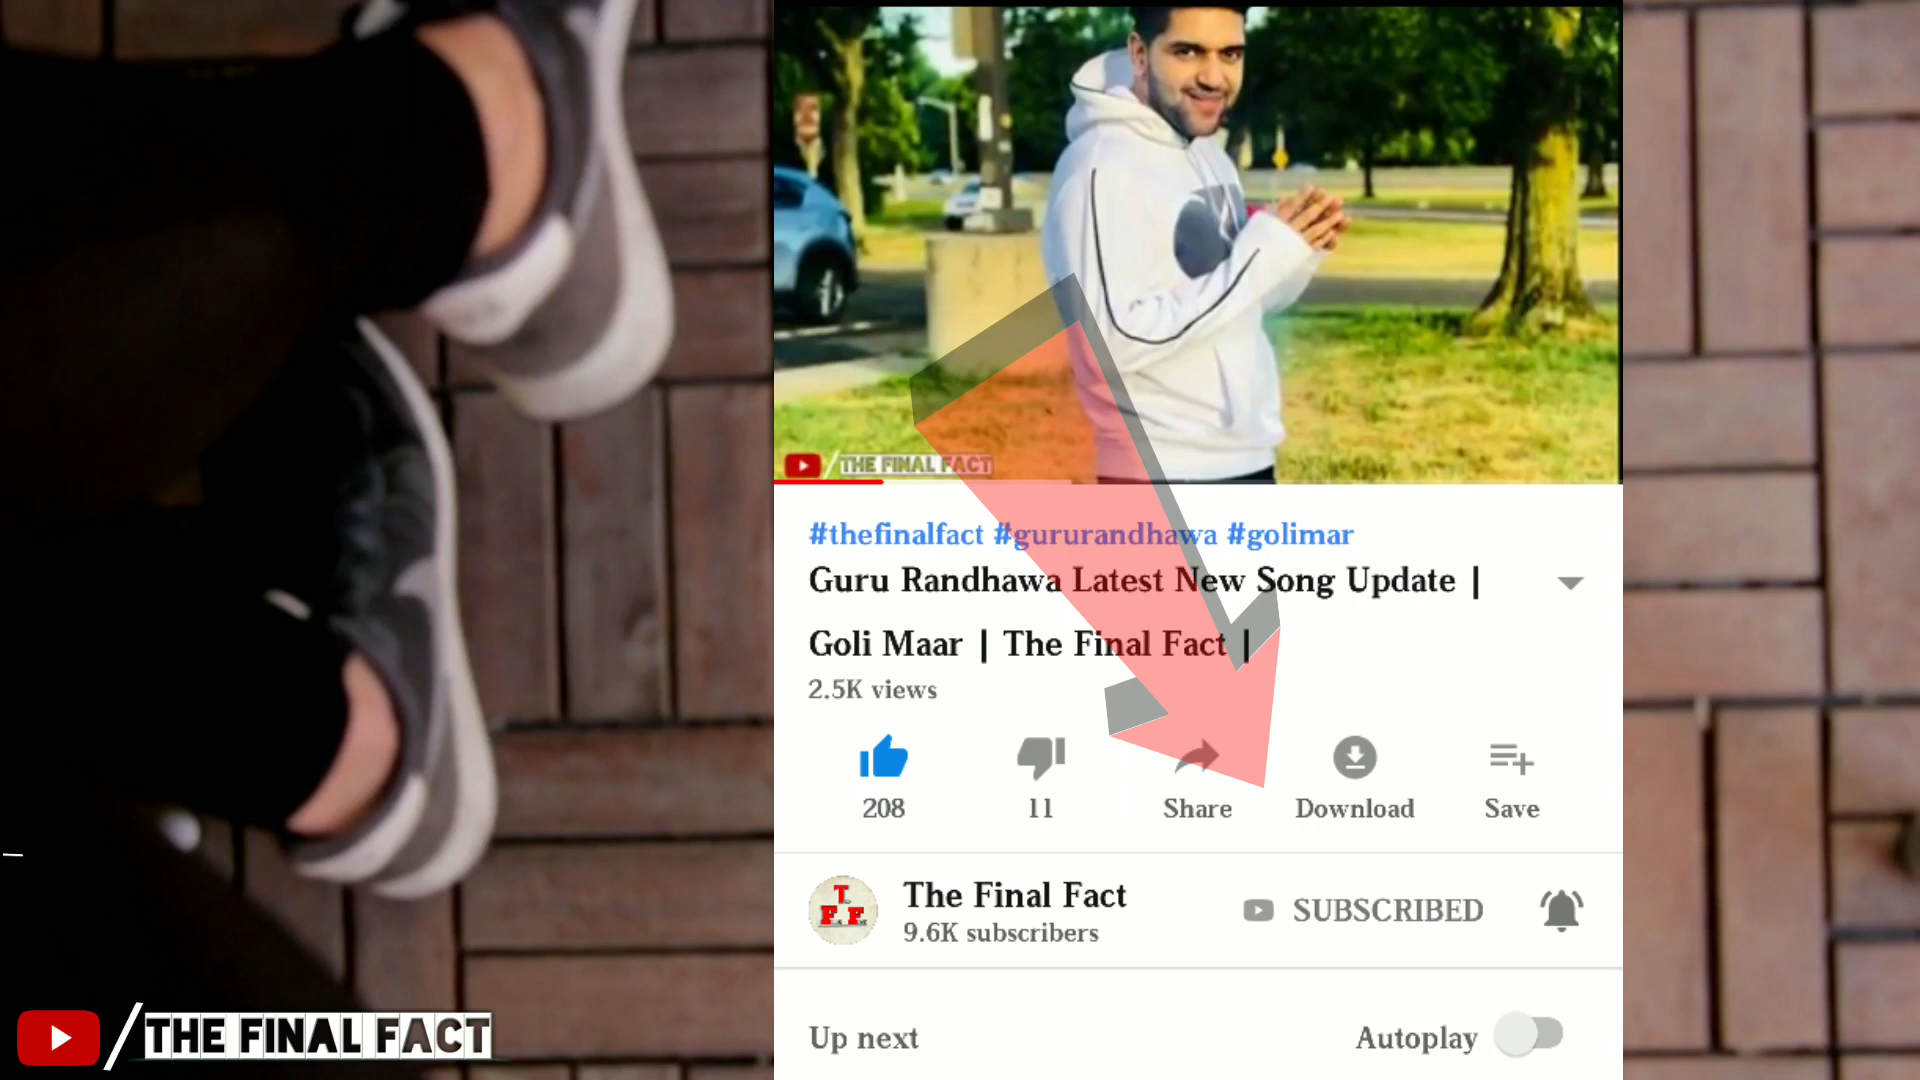 THE FINAL FACT
#thefinalfact #gururandhawa #golimar
Guru Randhawa Latest New Song Update |
Goli Maar | The Final Fact |
2.5K views
208
11
Share
Download
Save
T
F F
The Final Fact
9.6K subscribers
SUBSCRIBED
Up next
Autoplay
THE FINAL FACT